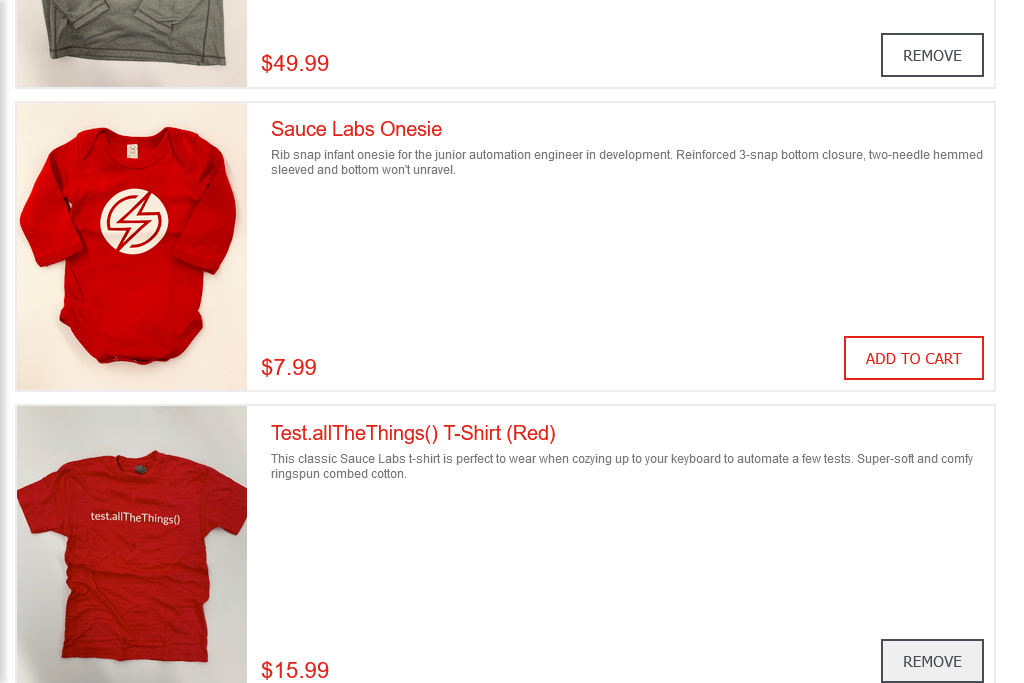 $49.99
REMOVE
Sauce Labs Onesie
Rib snap infant onesie for the junior automation engineer in development. Reinforced 3-snap bottom closure, two-needle hemmed
sleeved and bottom won't unravel.
$7.99
ADD TO CART
Test.allTheThings() T-Shirt (Red)
This classic Sauce Labs t-shirt is perfect to wear when cozying up to your keyboard to automate a few tests. Super-soft and comfy
ringspun combed cotton.
test.allTheThings()
$15.99
REMOVE